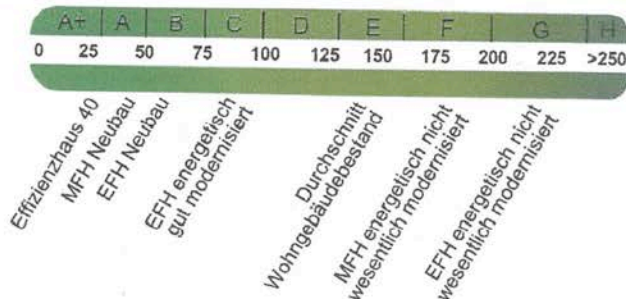 A+ A B C D E F G H
0 25 50 75 100 125 150 175 200 225 >250
Effizienzhaus 40
MFH Neubau
EFH Neubau
EFH energetisch
gut modernisiert
Durchschnitt
Wohngebäudebestand
MFH energetisch nicht
wesentlich modernisiert
EFH energetisch nicht
wesentlich modernisiert